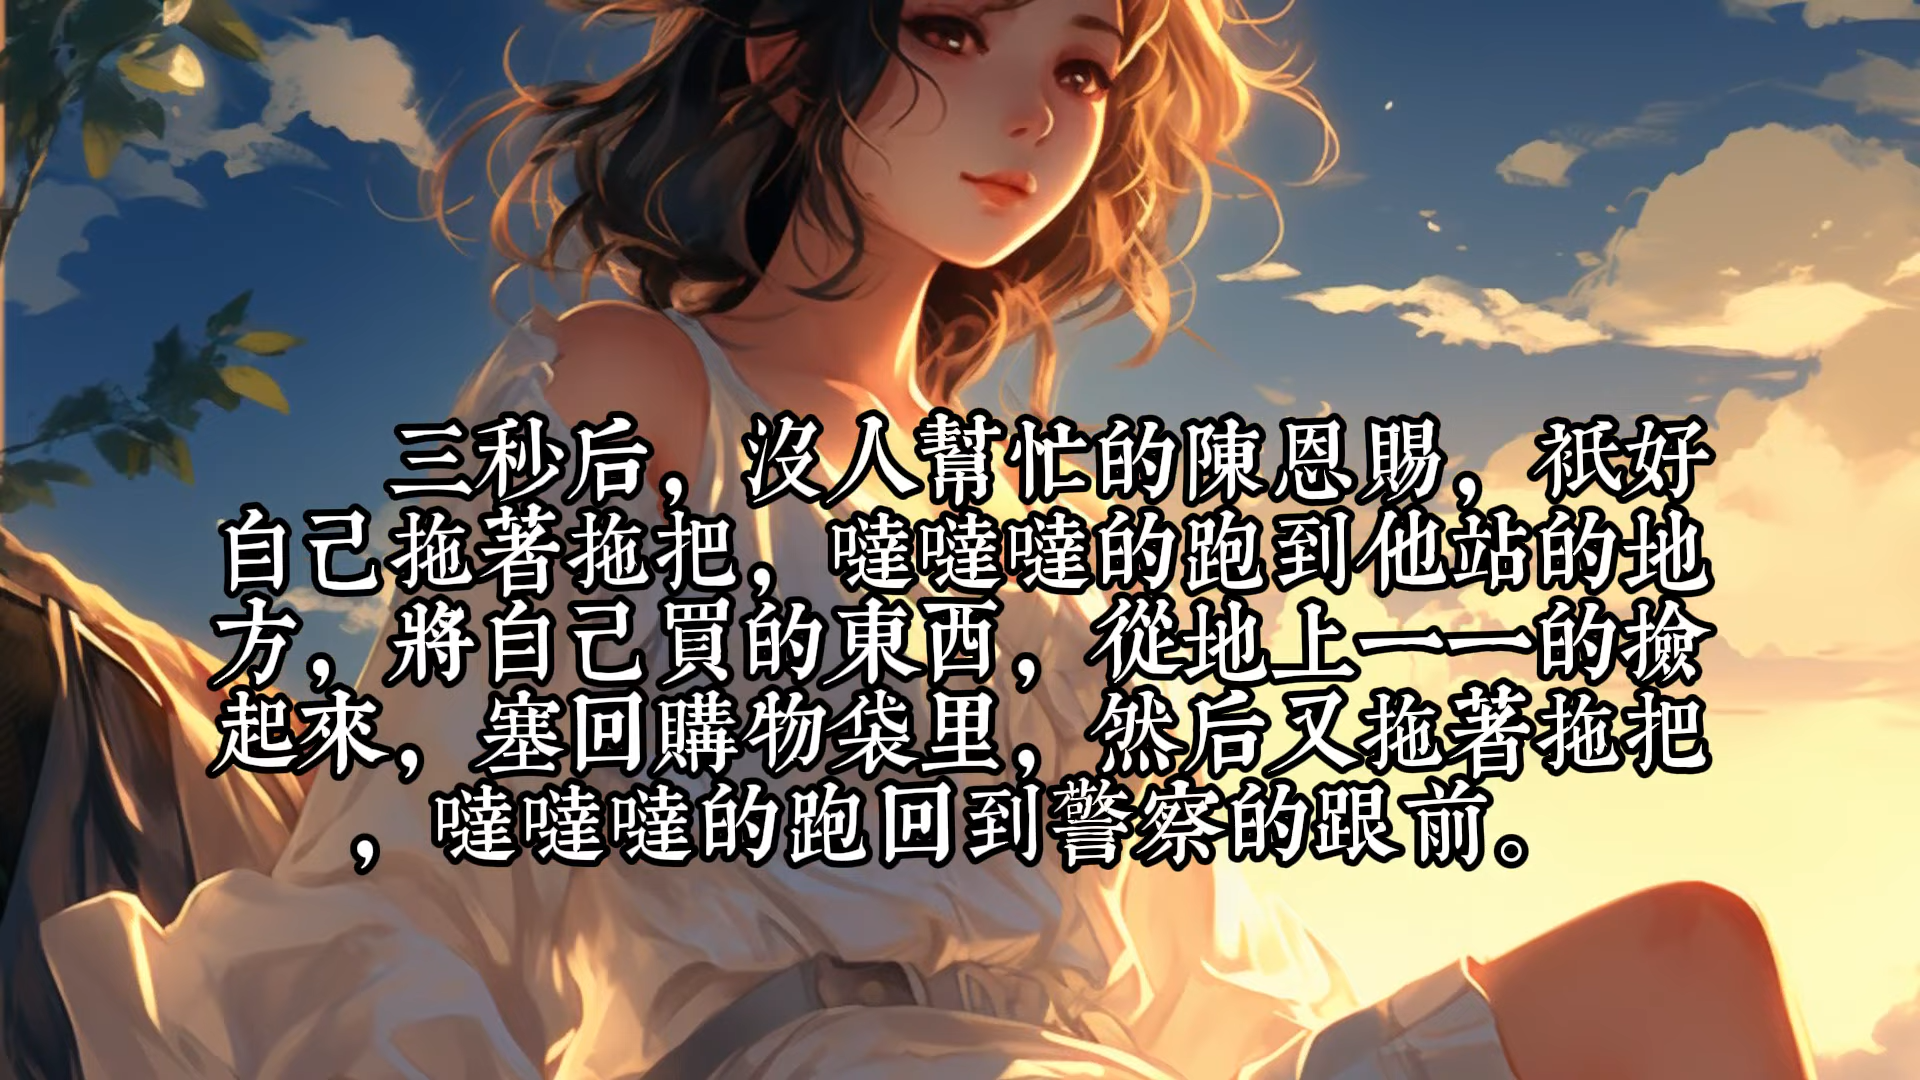 三秒后，沒人幫忙的陳恩賜，祇好
自己拖著拖把，噠噠噠的跑到他站的地
方，將自己買的東西，從地上一一的撿
起來，塞回購物袋里，然后又拖著拖把
，噠噠噠的跑回到警察的跟前。